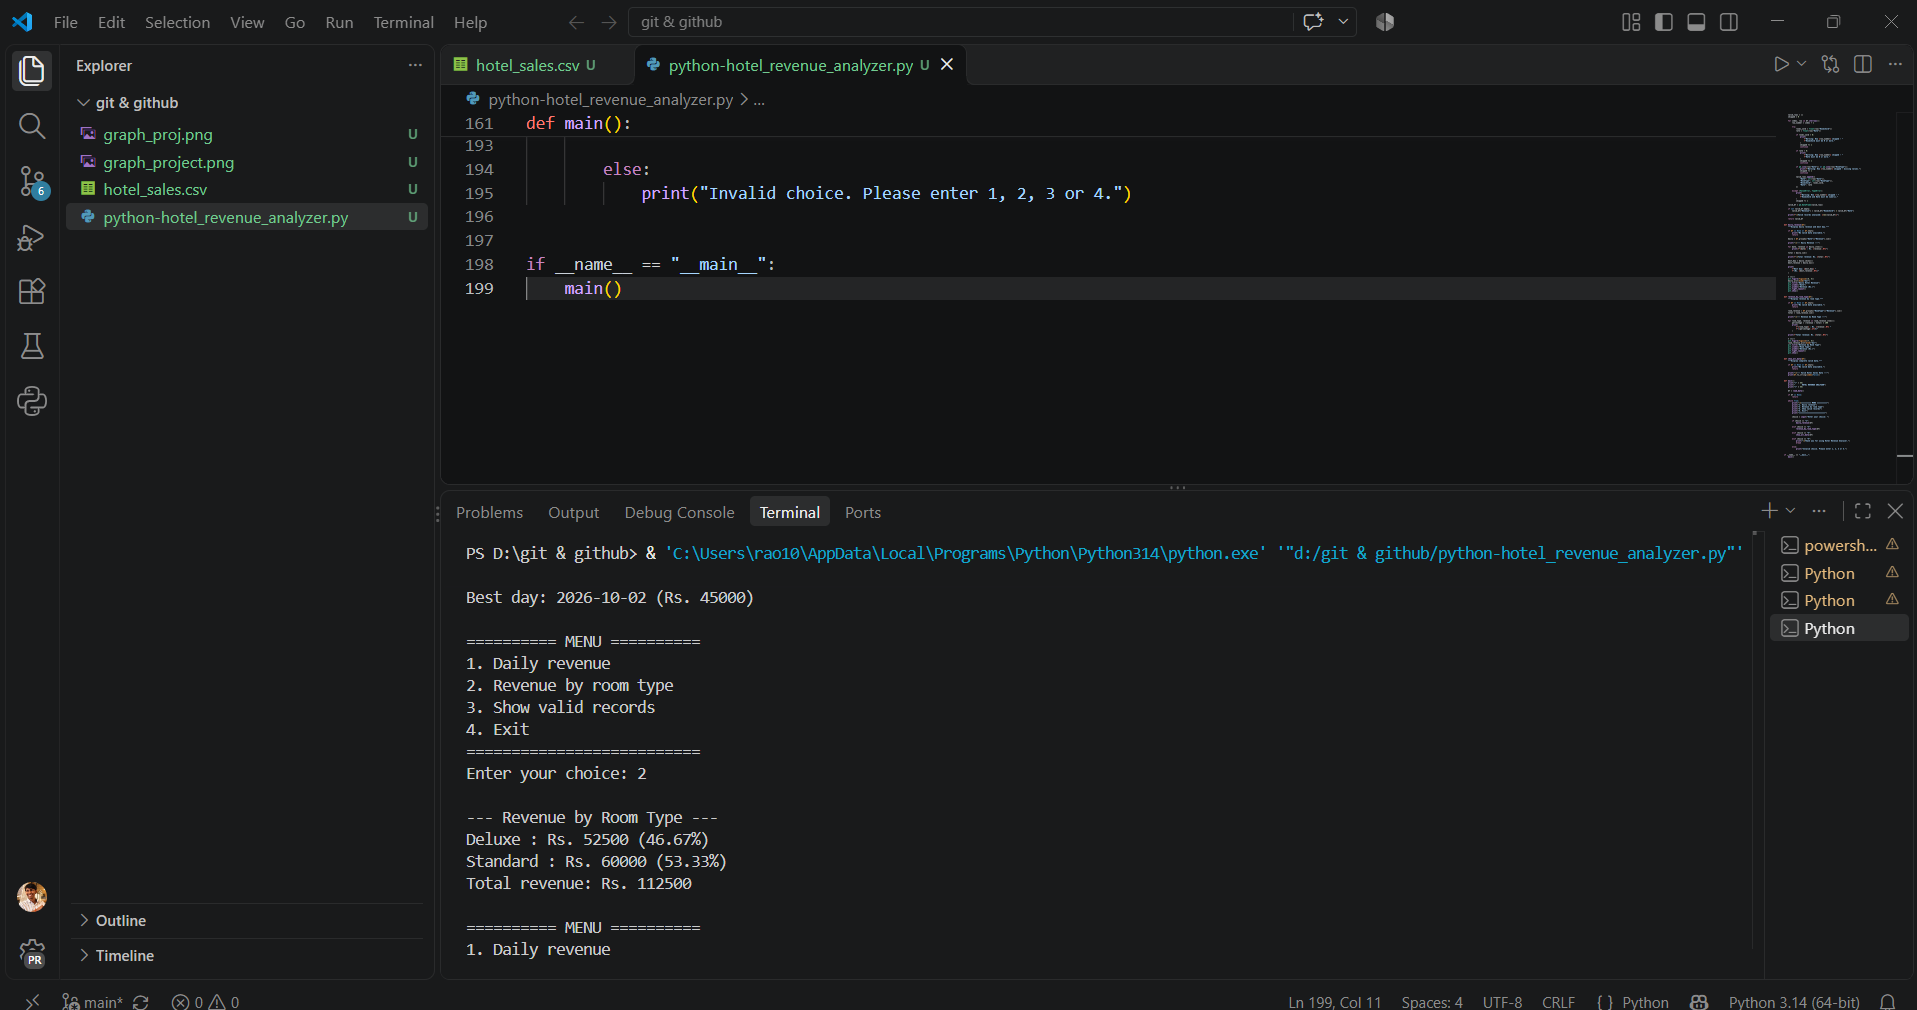 File Edit Selection View Go Run Terminal Help
git & github
Explorer
git & github
graph_proj.png U
graph_project.png U
hotel_sales.csv U
python-hotel_revenue_analyzer.py U
6
Outline
Timeline
PR
hotel_sales.csv U
python-hotel_revenue_analyzer.py U
python-hotel_revenue_analyzer.py > ...
161 def main():
193
194 else:
195 print("Invalid choice. Please enter 1, 2, 3 or 4.")
196
197
198 if __name__ == "__main__":
199 main()
Problems Output Debug Console Terminal Ports
PS D:\git & github> & 'C:\Users\rao10\AppData\Local\Programs\Python\Python314\python.exe' '"d:/git & github/python-hotel_revenue_analyzer.py"'
Best day: 2026-10-02 (Rs. 45000)
========== MENU ==========
1. Daily revenue
2. Revenue by room type
3. Show valid records
4. Exit
==========================
Enter your choice: 2
--- Revenue by Room Type ---
Deluxe : Rs. 52500 (46.67%)
Standard : Rs. 60000 (53.33%)
Total revenue: Rs. 112500
========== MENU ==========
1. Daily revenue
powersh...
Python
Python
Python
main* 0 0
Ln 199, Col 11 Spaces: 4 UTF-8 CRLF { } Python Python 3.14 (64-bit)